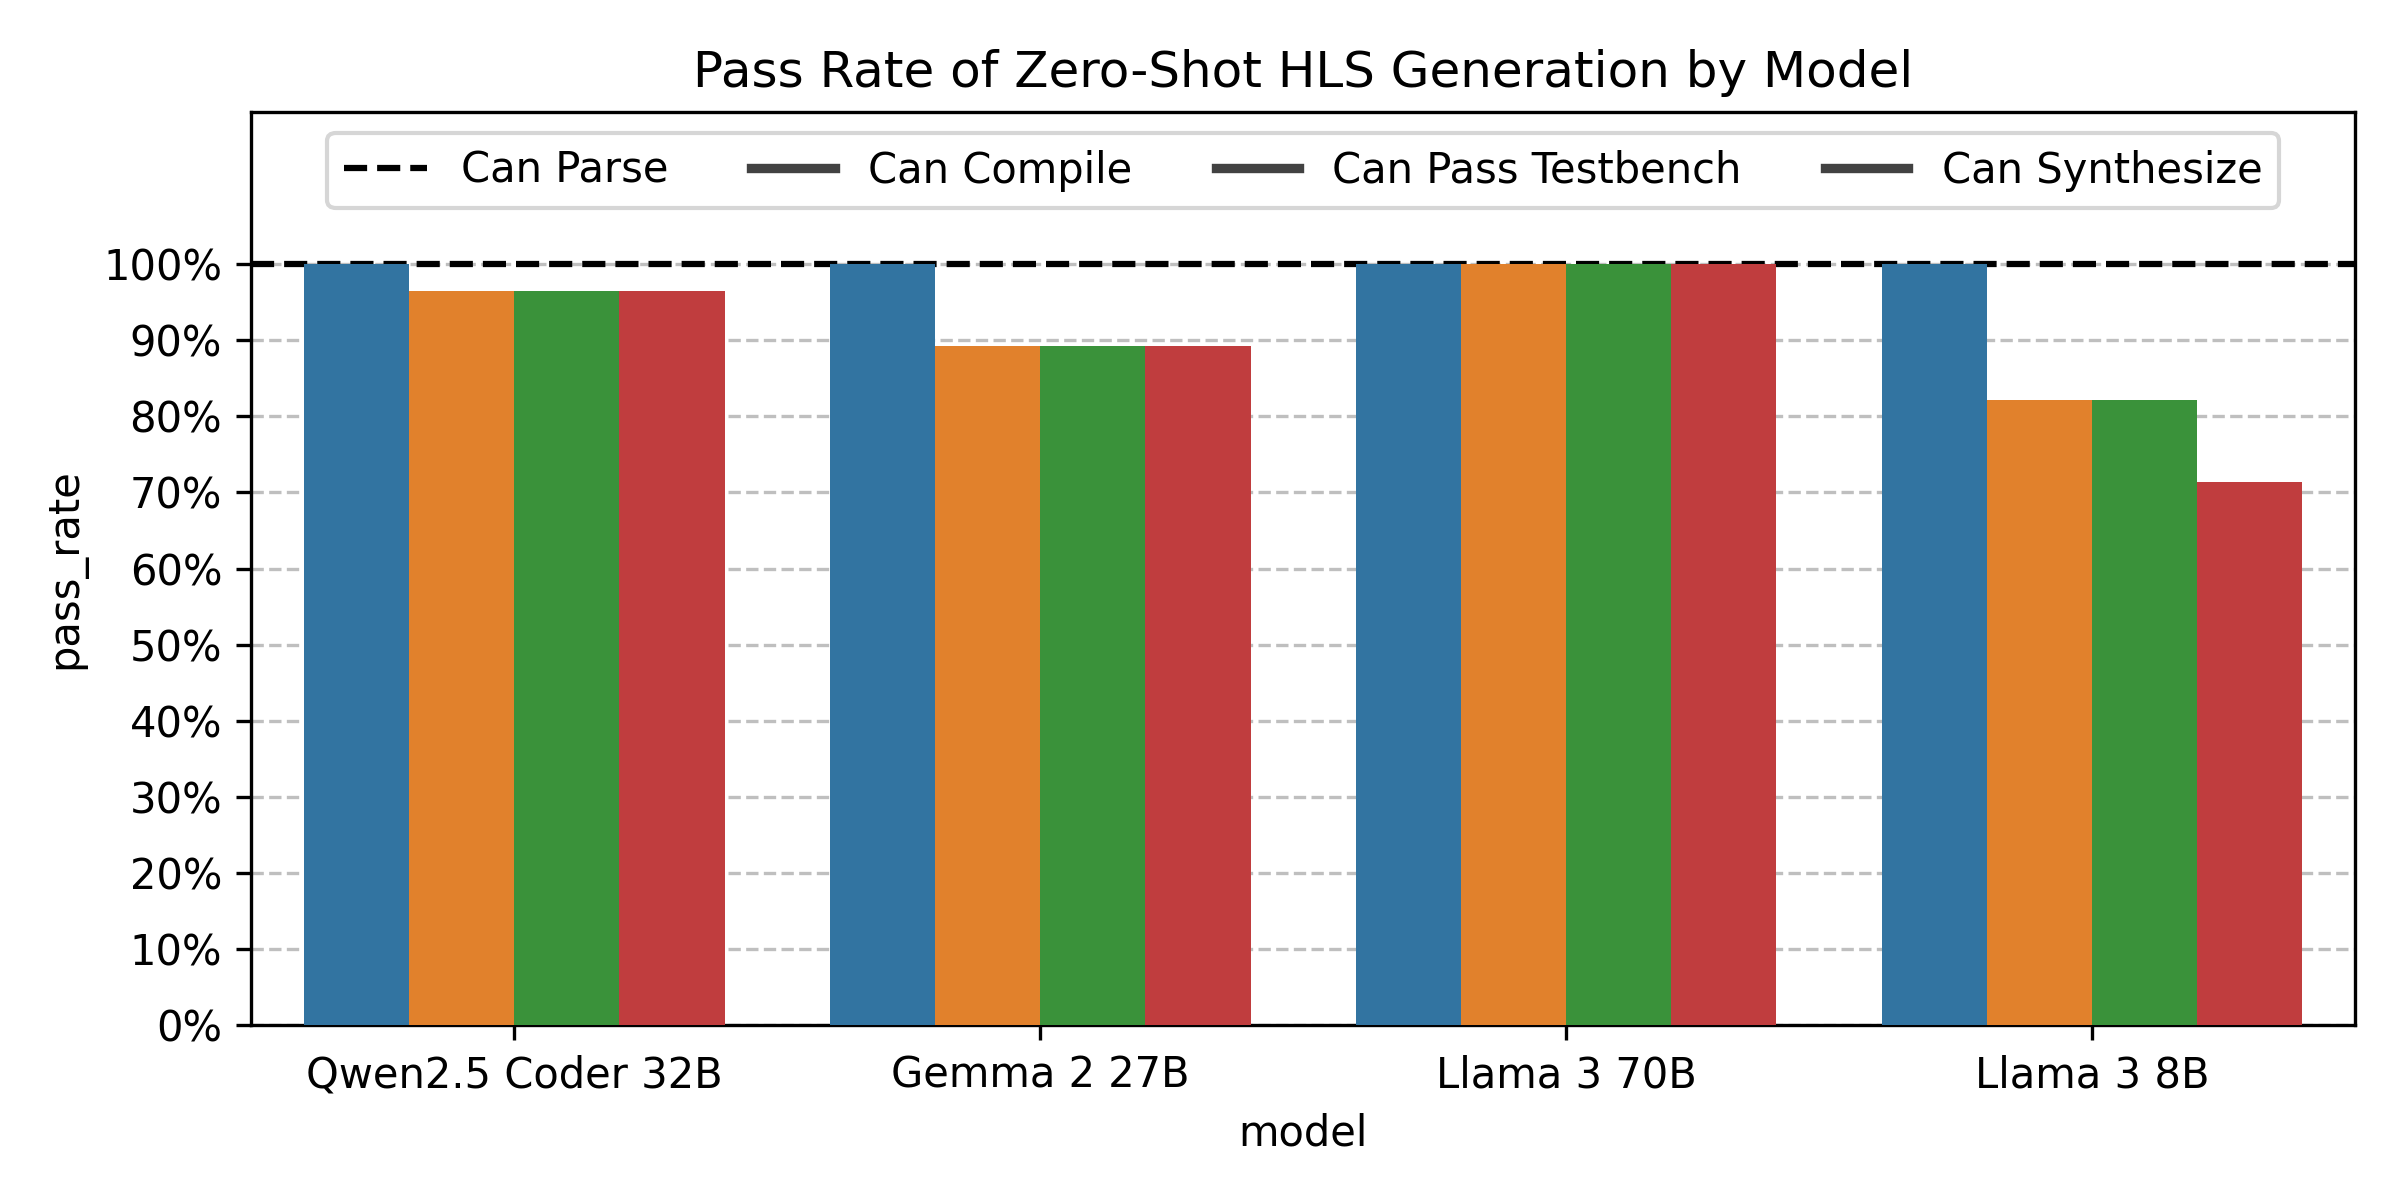 Pass Rate of Zero-Shot HLS Generation by Model
Can Parse Can Compile Can Pass Testbench Can Synthesize
100%
90%
80%
70%
60%
50%
40%
30%
20%
10%
0%
pass_rate
Qwen2.5 Coder 32B Gemma 2 27B Llama 3 70B Llama 3 8B
model